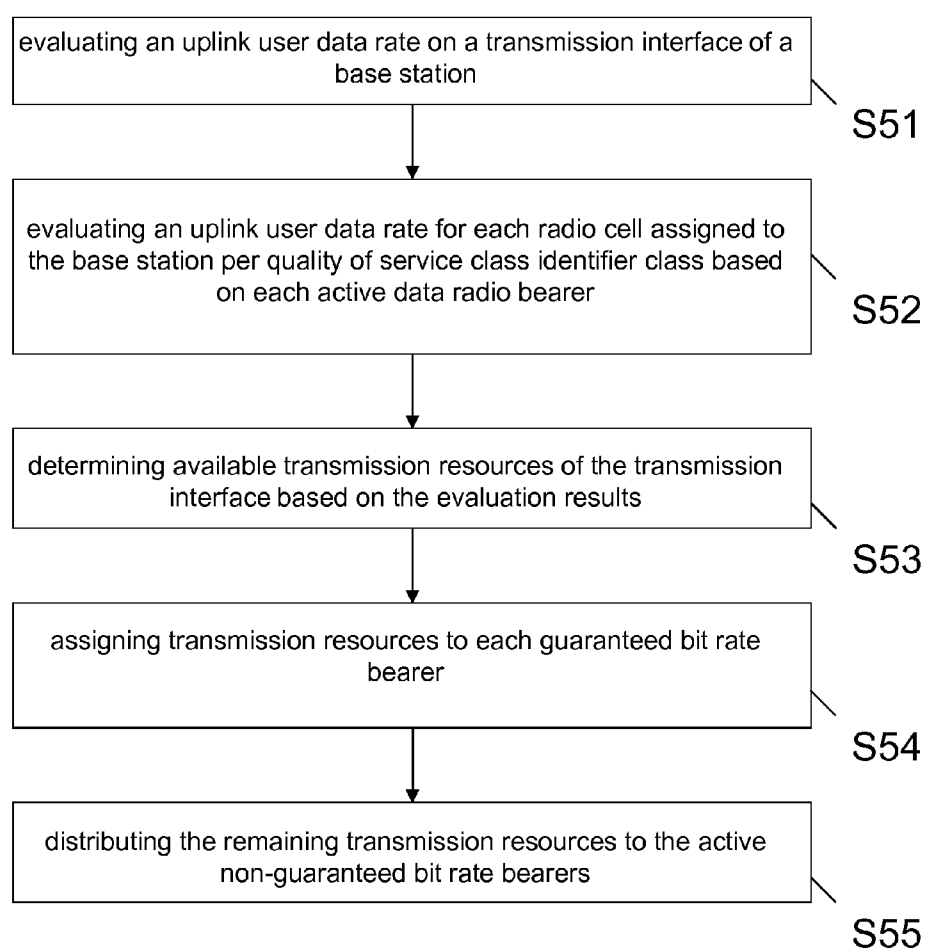 evaluating an uplink user data rate on a transmission interface of a
base station
S51
evaluating an uplink user data rate for each radio cell assigned to
the base station per quality of service class identifier class based
on each active data radio bearer
S52
determining available transmission resources of the transmission
interface based on the evaluation results
S53
assigning transmission resources to each guaranteed bit rate
bearer
S54
distributing the remaining transmission resources to the active
non-guaranteed bit rate bearers
S55